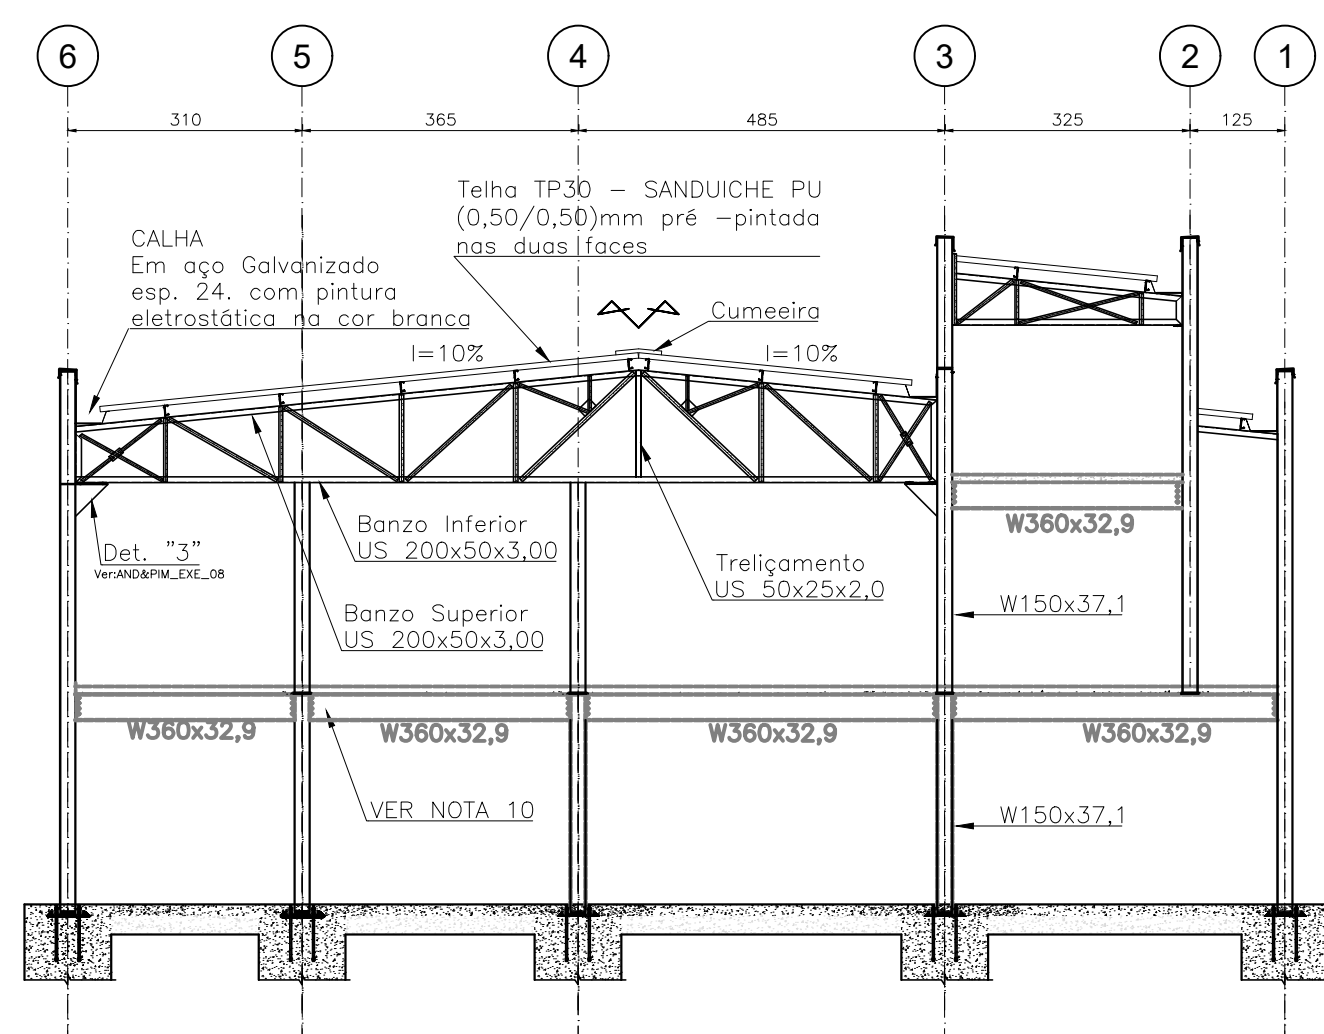 6 5 4 3 2 1
310 365 485 325 125
Telha TP30 – SANDUICHE PU
(0,50/0,50)mm pré –pintada
nas duas faces
CALHA
Em aço Galvanizado
esp. 24. com pintura
eletrostática na cor branca
Cumeeira
I=10% I=10%
Banzo Inferior
US 200x50x3,00
W360x32,9
Det. "3"
Ver:AND&PIM_EXE_08
Treliçamento
US 50x25x2,0
Banzo Superior
US 200x50x3,00
W150x37,1
W360x32,9 W360x32,9 W360x32,9 W360x32,9
VER NOTA 10
W150x37,1